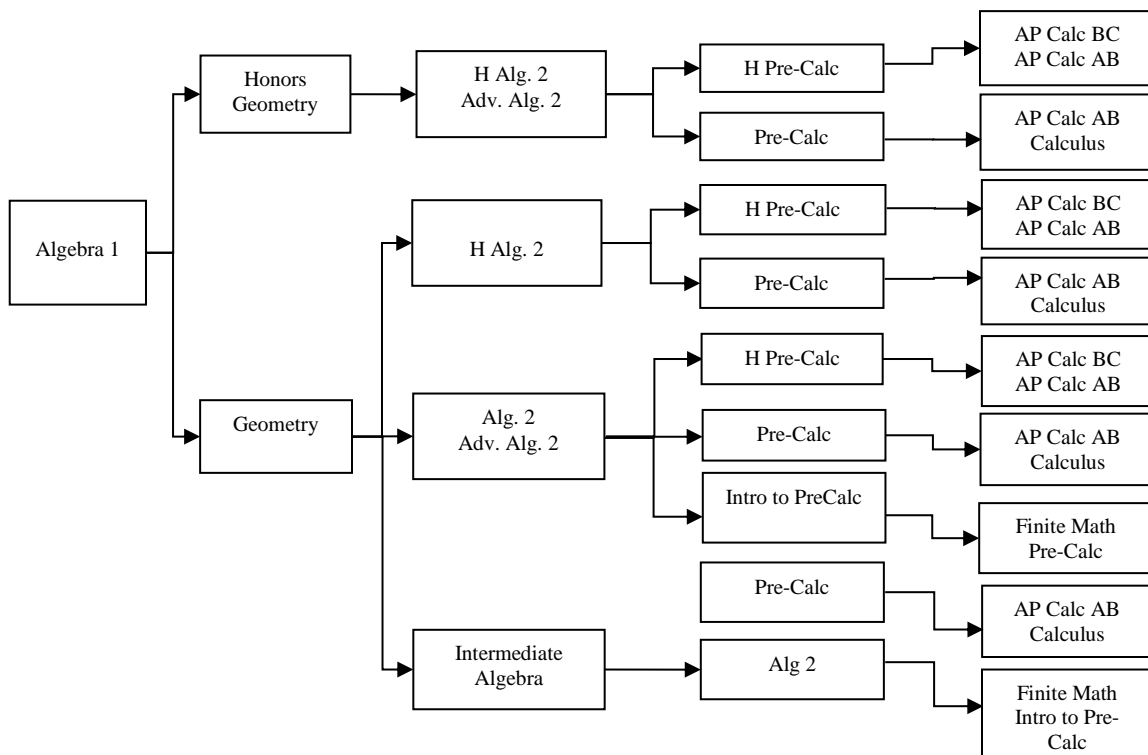 Algebra 1
Honors
Geometry
Geometry
H Alg. 2
Adv. Alg. 2
H Alg. 2
Alg. 2
Adv. Alg. 2
Intermediate
Algebra
H Pre-Calc
Pre-Calc
H Pre-Calc
Pre-Calc
H Pre-Calc
Pre-Calc
Intro to PreCalc
Pre-Calc
Alg 2
AP Calc BC
AP Calc AB
AP Calc AB
Calculus
AP Calc BC
AP Calc AB
AP Calc AB
Calculus
AP Calc BC
AP Calc AB
AP Calc AB
Calculus
Finite Math
Pre-Calc
AP Calc AB
Calculus
Finite Math
Intro to Pre-
Calc